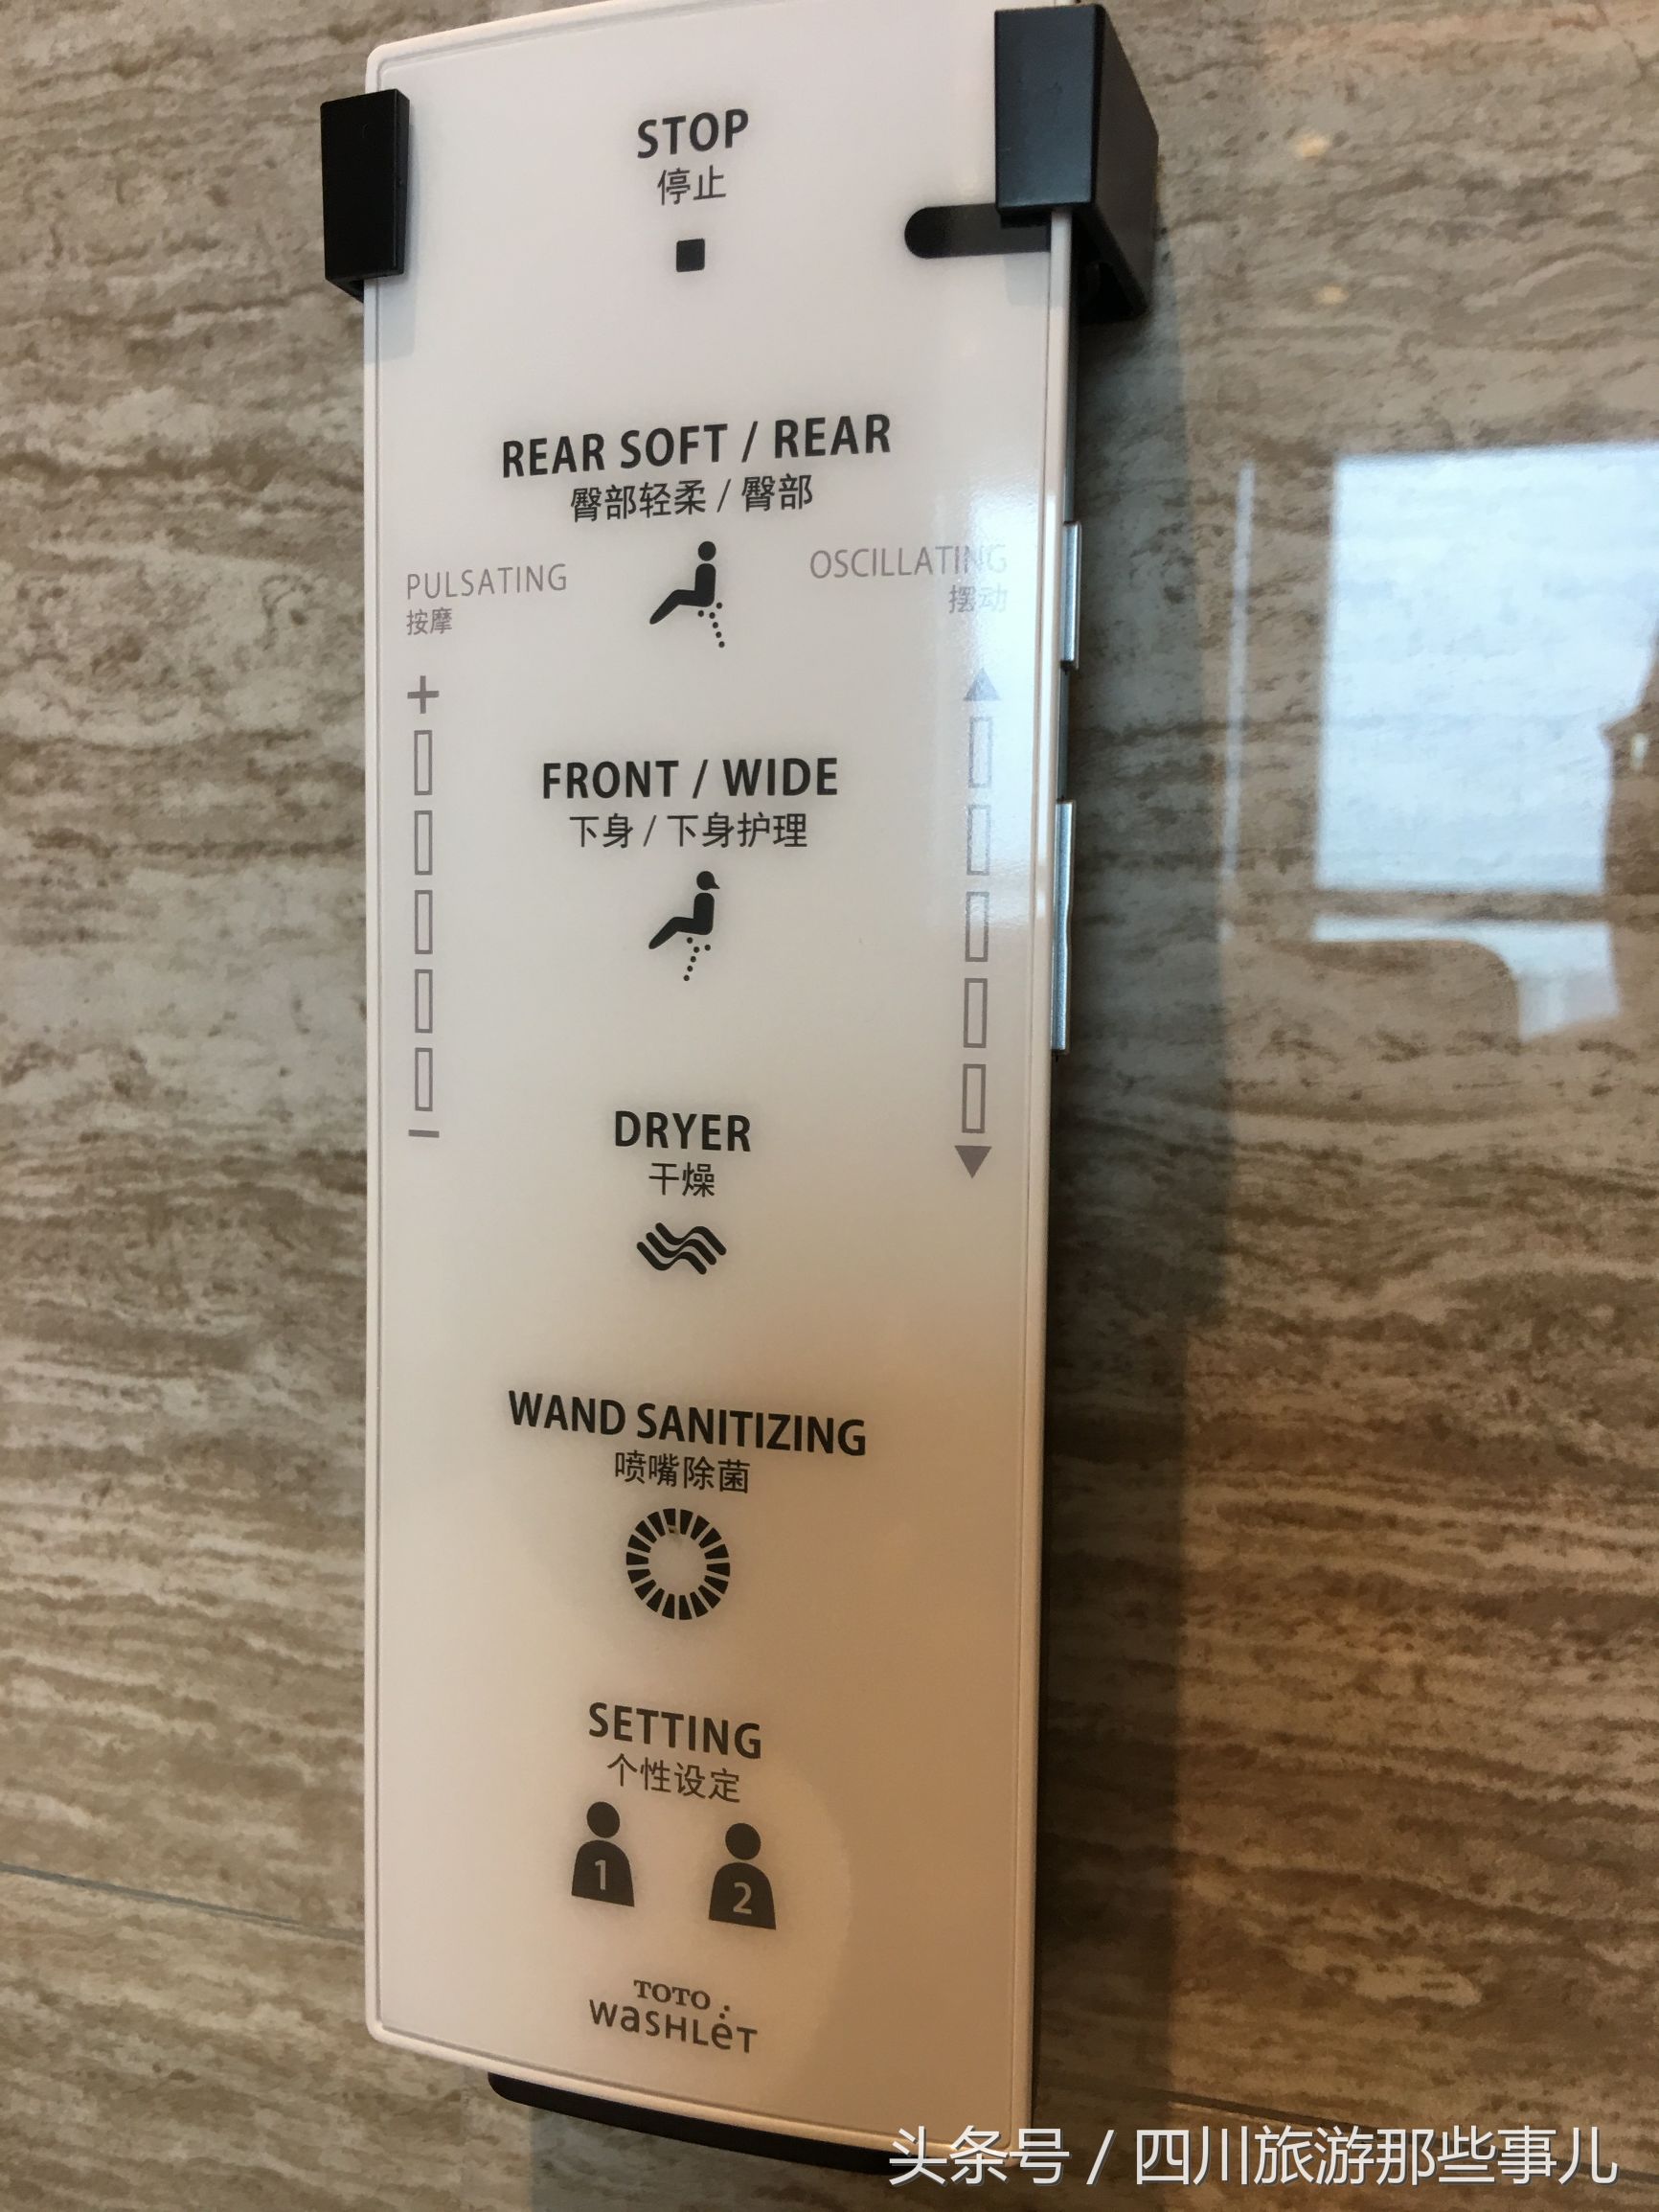 STOP
停止
REAR SOFT / REAR
臀部轻柔 / 臀部
PULSATING
按摩
OSCILLATING
摆动
+
FRONT / WIDE
下身 / 下身护理
—
DRYER
干燥
WAND SANITIZING
喷嘴除菌
SETTING
个性设定
1 2
TOTO
WaSHLeT
头条号 / 四川旅游那些事儿